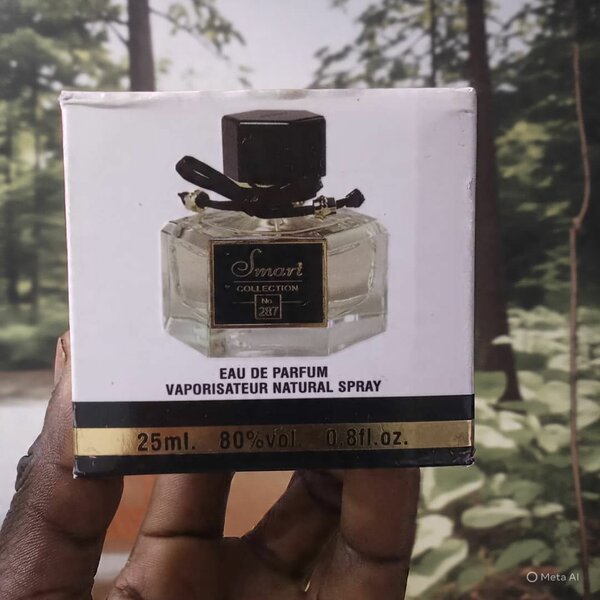 Smart
COLLECTION
No.
287
EAU DE PARFUM
VAPORISATEUR NATURAL SPRAY
25ml. 80%vol. 0.8fl.oz.
Meta AI